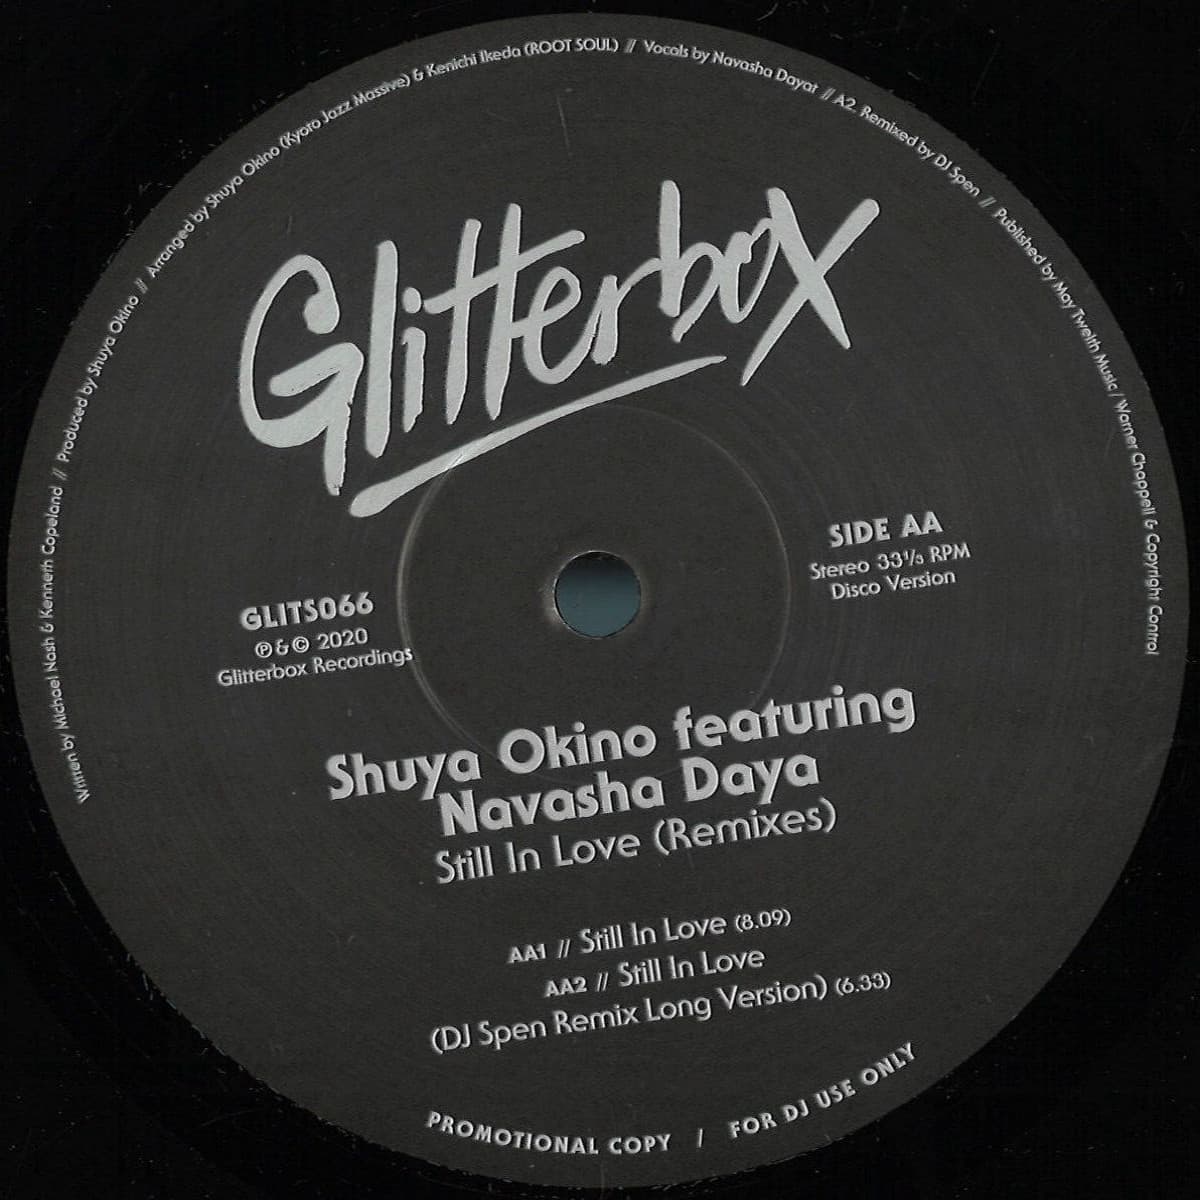 Written by Michael Nash & Kenneth Copeland // Produced by Shuya Okino // Arranged by Shuya Okino (Kyoto Jazz Massive) & Kenichi Ikeda (ROOT SOUL) // Vocals by Navasha Dayat // A2. Remixed by DJ Spen // Published by May Twelth Music/ Warner Chappell & Copyright Control
Glitterbox
SIDE AA
Stereo 33⅓ RPM
Disco Version
GLITS066
℗ & © 2020
Glitterbox Recordings
Shuya Okino featuring
Navasha Daya
Still In Love (Remixes)
AA1 // Still In Love (8.09)
AA2 // Still In Love
(DJ Spen Remix Long Version) (6.33)
PROMOTIONAL COPY / FOR DJ USE ONLY